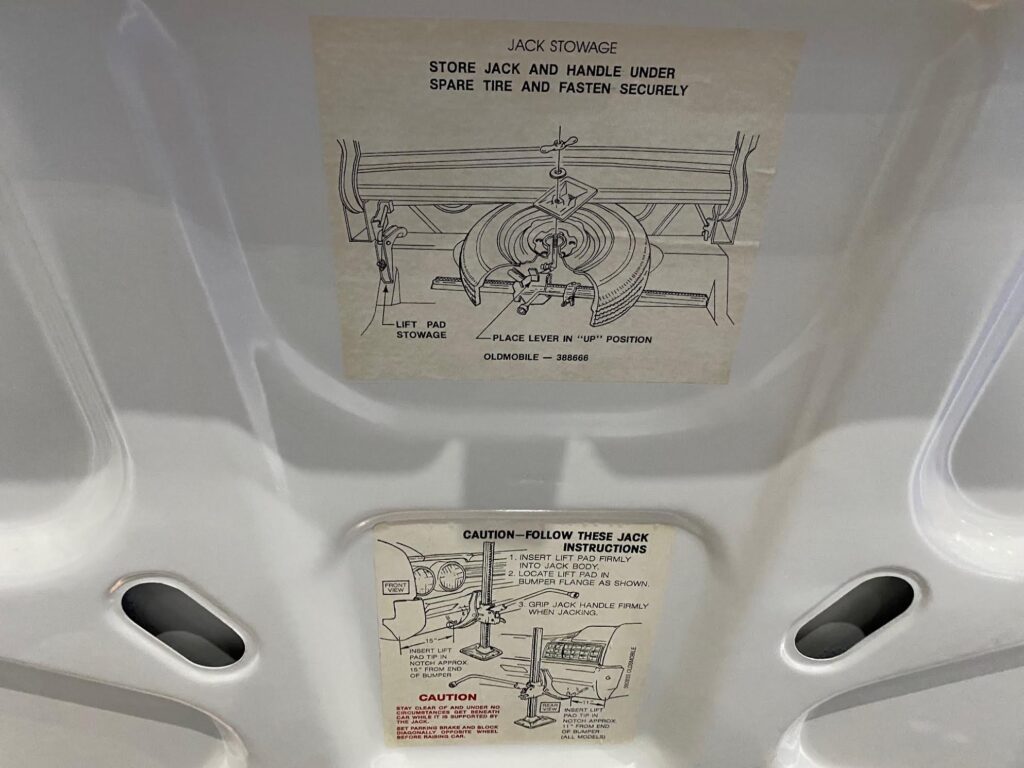 JACK STOWAGE
STORE JACK AND HANDLE UNDER
SPARE TIRE AND FASTEN SECURELY
LIFT PAD
STOWAGE
PLACE LEVER IN "UP" POSITION
OLDMOBILE — 388666
CAUTION—FOLLOW THESE JACK
INSTRUCTIONS
1. INSERT LIFT PAD FIRMLY
INTO JACK BODY.
2. LOCATE LIFT PAD IN
BUMPER FLANGE AS SHOWN.
3. GRIP JACK HANDLE FIRMLY
WHEN JACKING.
FRONT
VIEW
15"
INSERT LIFT
PAD TIP IN
NOTCH APPROX.
15" FROM END
OF BUMPER
CAUTION
STAY CLEAR OF AND UNDER NO
CIRCUMSTANCES GET BENEATH
CAR WHILE IT IS SUPPORTED BY
THE JACK.
SET PARKING BRAKE AND BLOCK
DIAGONALLY OPPOSITE WHEEL
BEFORE RAISING CAR.
REAR
VIEW
11"
INSERT LIFT
PAD TIP IN
NOTCH APPROX.
11" FROM END
OF BUMPER
(ALL MODELS)
OLDSMOBILE